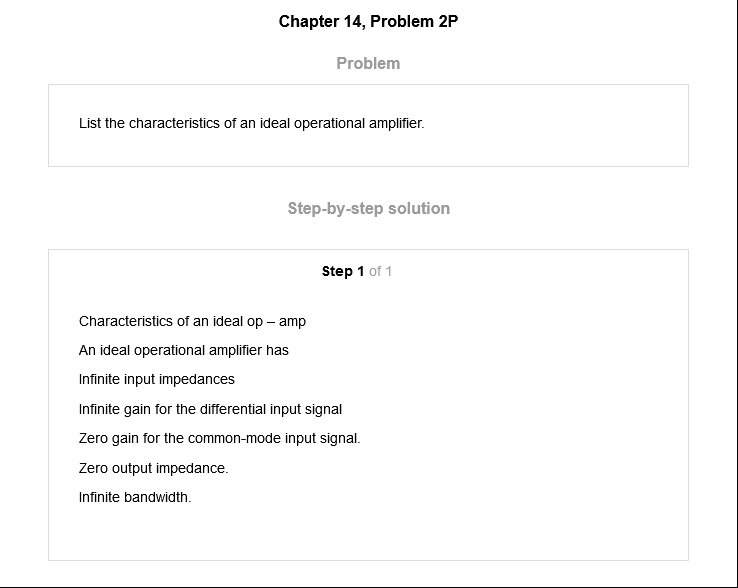 Chapter 14, Problem 2P
Problem
List the characteristics of an ideal operational amplifier.
Step-by-step solution
Step 1 of 1
Characteristics of an ideal op – amp
An ideal operational amplifier has
Infinite input impedances
Infinite gain for the differential input signal
Zero gain for the common-mode input signal.
Zero output impedance.
Infinite bandwidth.